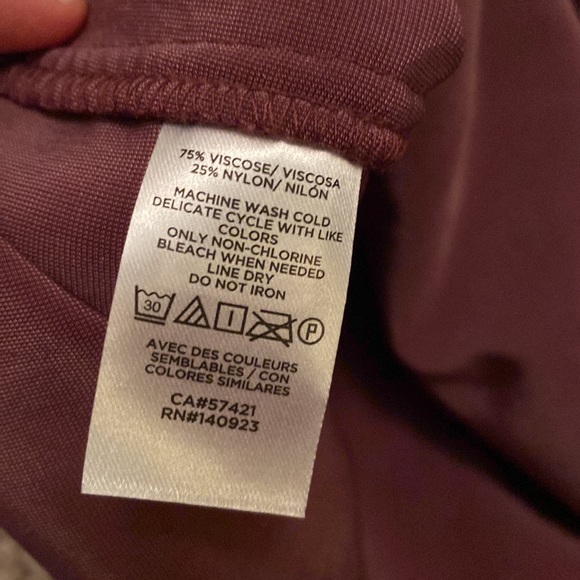 75% VISCOSE/ VISCOSA
25% NYLON/ NILÓN
MACHINE WASH COLD
DELICATE CYCLE WITH LIKE
COLORS
ONLY NON-CHLORINE
BLEACH WHEN NEEDED
LINE DRY
DO NOT IRON
30 P
AVEC DES COULEURS
SEMBLABLES / CON
COLORES SIMILARES
CA#57421
RN#140923